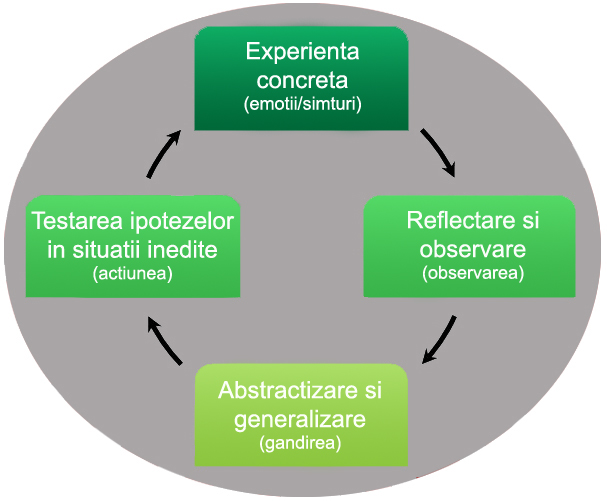 Experienta
concreta
(emotii/simturi)
Testarea ipotezelor
in situatii inedite
(actiunea)
Reflectare si
observare
(observarea)
Abstractizare si
generalizare
(gandirea)